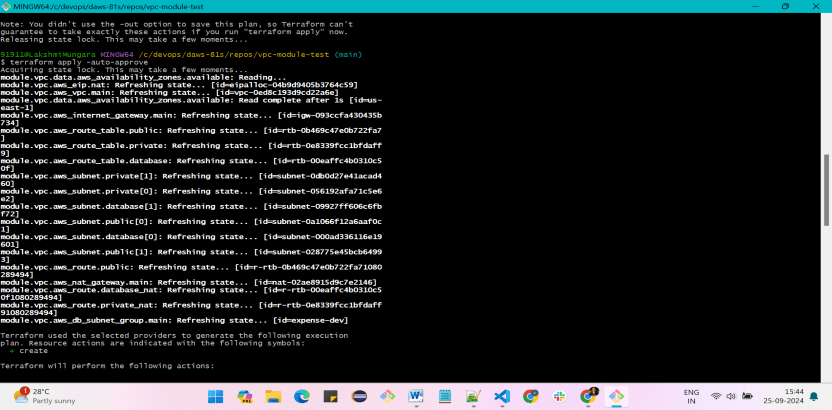 MINGW64:/c/devops/daws-81s/repos/vpc-module-test
Note: You didn't use the -out option to save this plan, so Terraform can't
guarantee to take exactly these actions if you run "terraform apply" now.
Releasing state lock. This may take a few moments...
91911@LakshmiMungara MINGW64 /c/devops/daws-81s/repos/vpc-module-test (main)
$ terraform apply -auto-approve
Acquiring state lock. This may take a few moments...
module.vpc.data.aws_availability_zones.available: Reading...
module.vpc.aws_eip.nat: Refreshing state... [id=eipalloc-04b9d9405b3764c59]
module.vpc.aws_vpc.main: Refreshing state... [id=vpc-0ed8c193d9cd22a6e]
module.vpc.data.aws_availability_zones.available: Read complete after 1s [id=us-
east-1]
module.vpc.aws_internet_gateway.main: Refreshing state... [id=igw-093ccfa430435b
734]
module.vpc.aws_route_table.public: Refreshing state... [id=rtb-0b469c47e0b722fa7
]
module.vpc.aws_route_table.private: Refreshing state... [id=rtb-0e8339fcc1bfdaff
9]
module.vpc.aws_route_table.database: Refreshing state... [id=rtb-00eaffc4b0310c5
0f]
module.vpc.aws_subnet.private[1]: Refreshing state... [id=subnet-0db0d27e41acad4
60]
module.vpc.aws_subnet.private[0]: Refreshing state... [id=subnet-056192afa71c5e6
e2]
module.vpc.aws_subnet.database[1]: Refreshing state... [id=subnet-09927ff606c6fb
f72]
module.vpc.aws_subnet.public[0]: Refreshing state... [id=subnet-0a1066f12a6aaf0c
1]
module.vpc.aws_subnet.database[0]: Refreshing state... [id=subnet-000ad336116e19
601]
module.vpc.aws_subnet.public[1]: Refreshing state... [id=subnet-028775e45bcb6499
3]
module.vpc.aws_route.public: Refreshing state... [id=r-rtb-0b469c47e0b722fa71080
289494]
module.vpc.aws_nat_gateway.main: Refreshing state... [id=nat-02ae8915d9c7e2146]
module.vpc.aws_route.database_nat: Refreshing state... [id=r-rtb-00eaffc4b0310c5
0f1080289494]
module.vpc.aws_route.private_nat: Refreshing state... [id=r-rtb-0e8339fcc1bfdaff
91080289494]
module.vpc.aws_db_subnet_group.main: Refreshing state... [id=expense-dev]
Terraform used the selected providers to generate the following execution
plan. Resource actions are indicated with the following symbols:
+ create
Terraform will perform the following actions:
1
28°C
Partly sunny
ENG
IN
15:44
25-09-2024